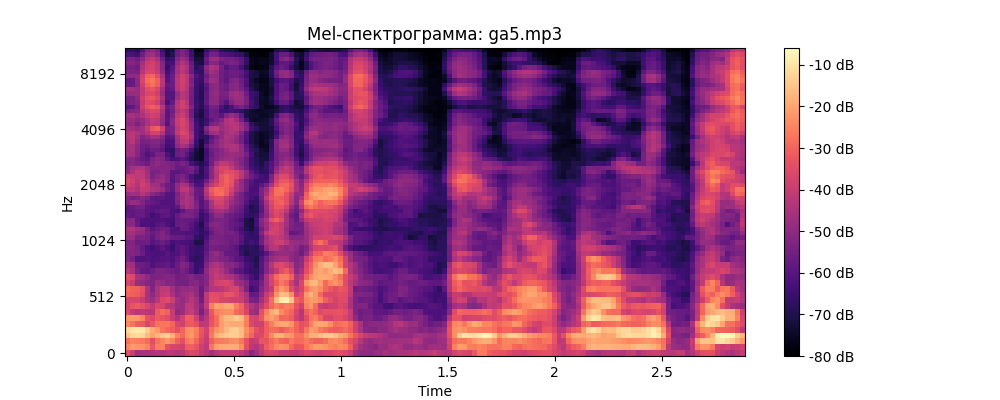 Mel-спектрограмма: ga5.mp3
8192
4096
2048
1024
512
0
Hz
0 0.5 1 1.5 2 2.5
Time
-10 dB
-20 dB
-30 dB
-40 dB
-50 dB
-60 dB
-70 dB
-80 dB